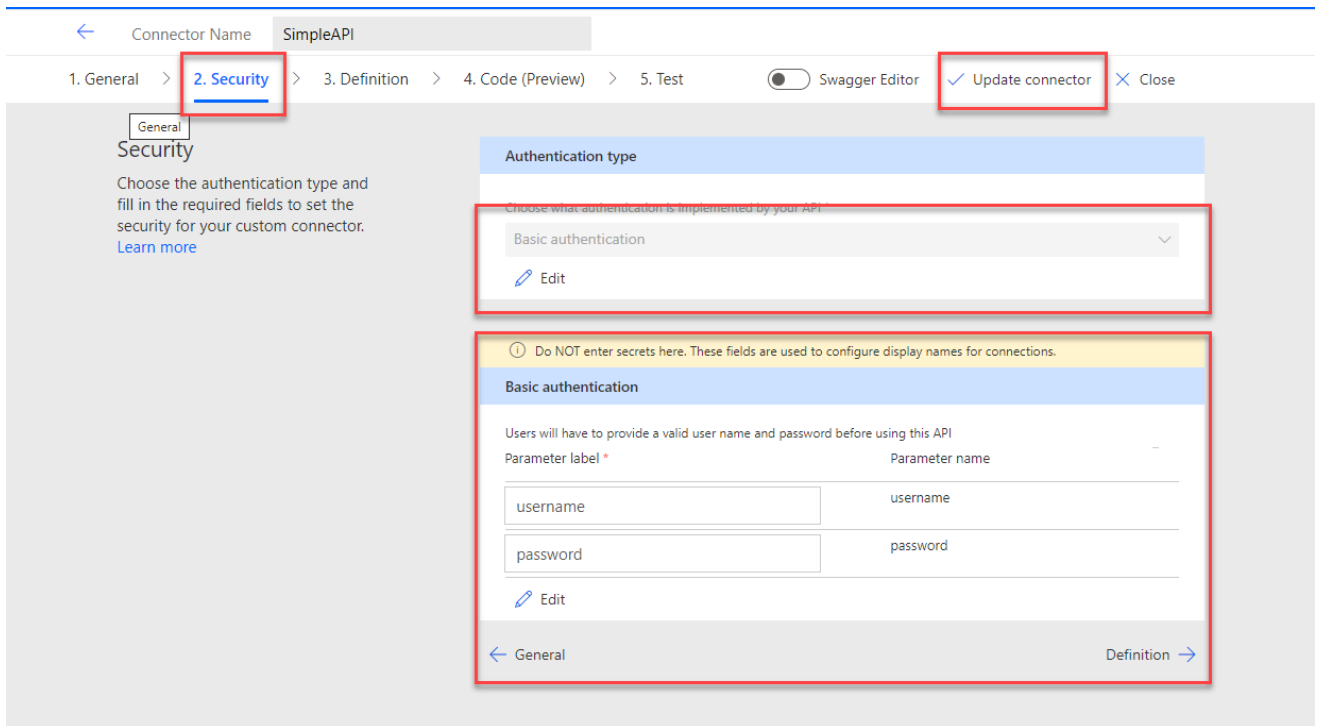 Connector Name SimpleAPI
1. General > 2. Security > 3. Definition > 4. Code (Preview) > 5. Test Swagger Editor Update connector Close
General
Security
Choose the authentication type and
fill in the required fields to set the
security for your custom connector.
Learn more
Authentication type
Choose what authentication is implemented by your API *
Basic authentication
Edit
Do NOT enter secrets here. These fields are used to configure display names for connections.
Basic authentication
Users will have to provide a valid user name and password before using this API
Parameter label * Parameter name
username username
password password
Edit
General Definition